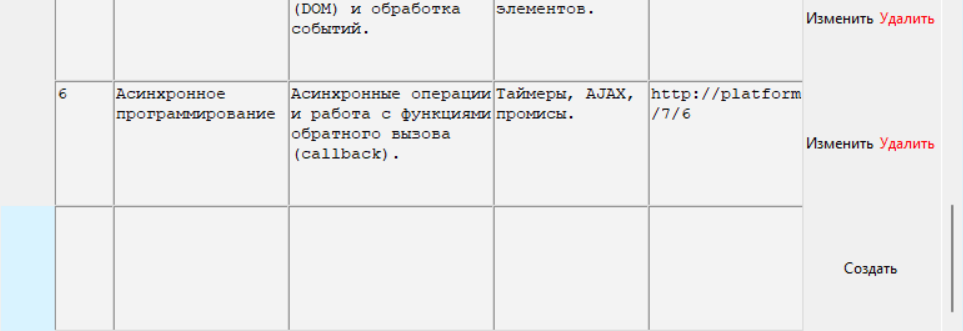 (DOM) и обработка
событий.
элементов.
Изменить Удалить
6
Асинхронное
программирование
Асинхронные операции
и работа с функциями
обратного вызова
(callback).
Таймеры, AJAX,
промисы.
http://platform
/7/6
Изменить Удалить
Создать